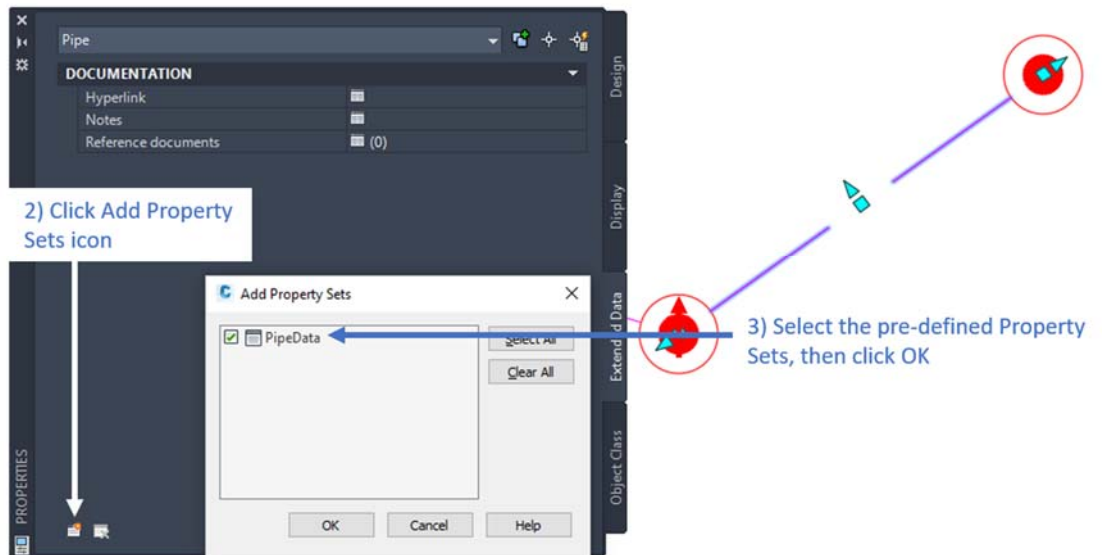 Pipe
DOCUMENTATION
Hyperlink
Notes
Reference documents (0)
2) Click Add Property
Sets icon
Add Property Sets
PipeData
Select All
Clear All
OK Cancel Help
PROPERTIES
Design
Display
Extended Data
Object Class
3) Select the pre-defined Property
Sets, then click OK